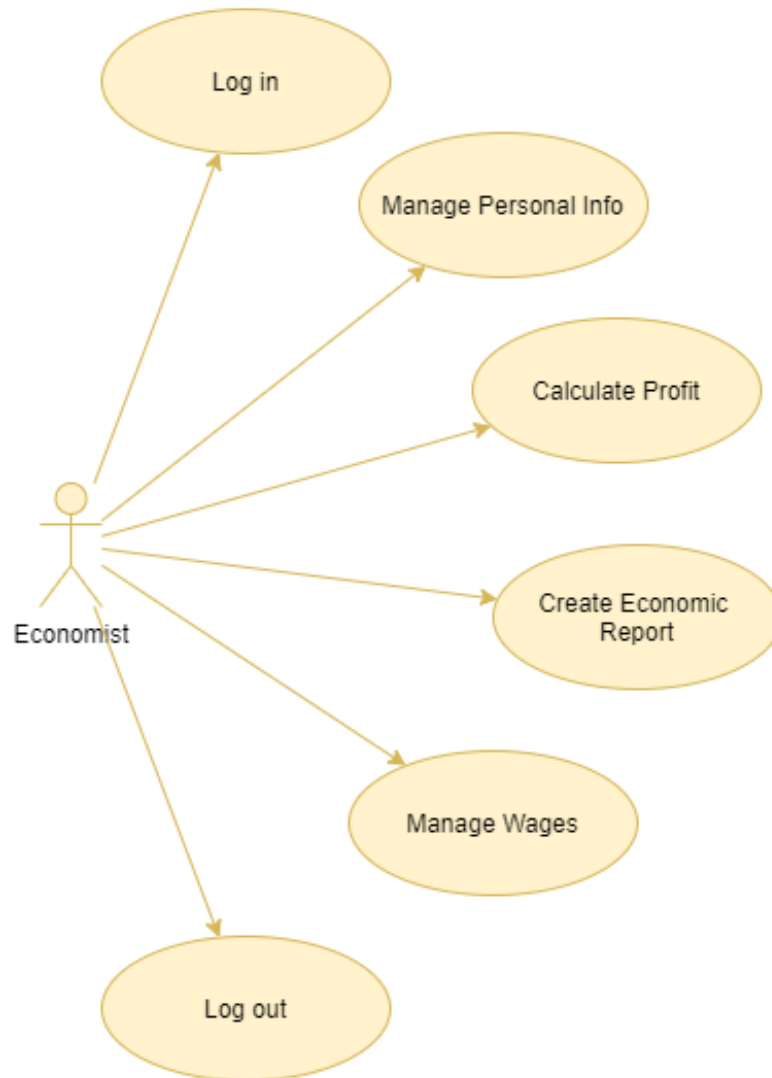 Log in
Manage Personal Info
Calculate Profit
Create Economic
Report
Economist
Manage Wages
Log out